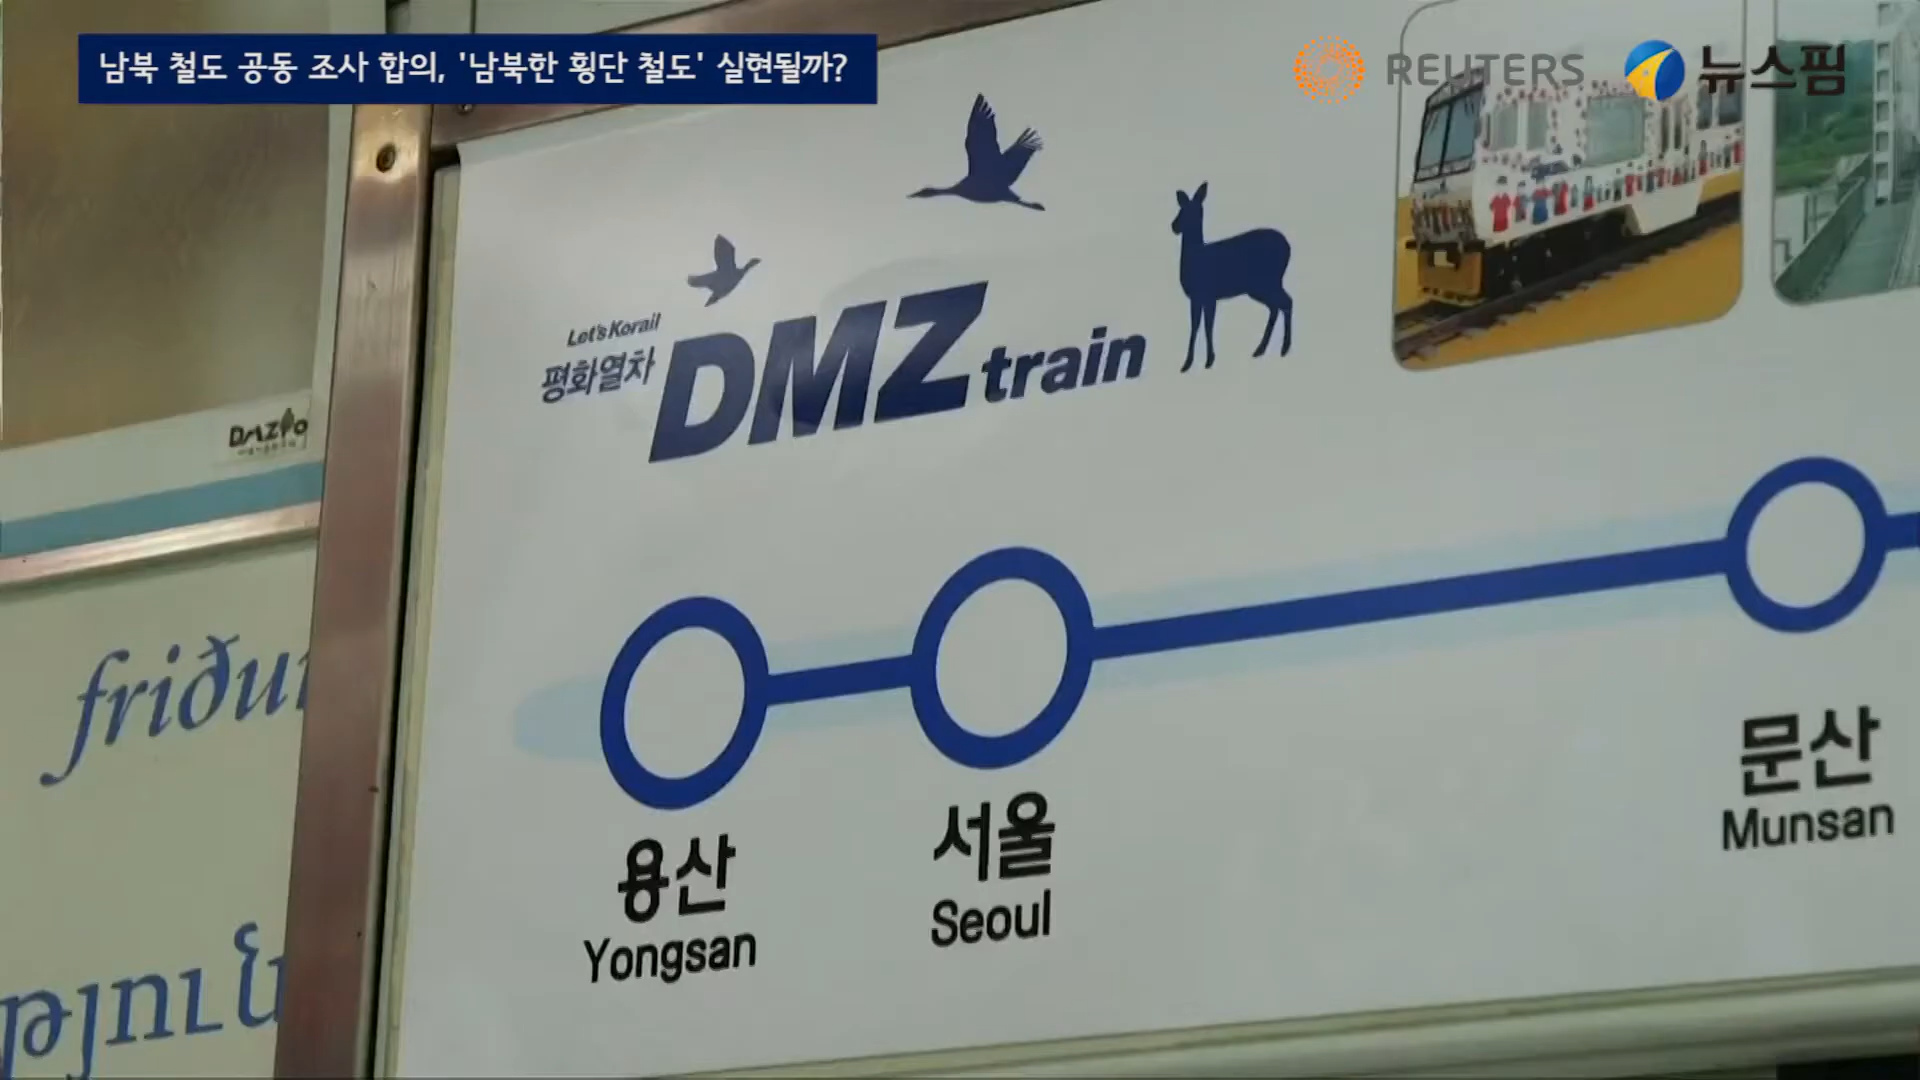 남북 철도 공동 조사 합의, '남북한 횡단 철도' 실현될까?
REUTERS 뉴스핌
Let's Korail
평화열차 DMZ train
용산
Yongsan
서울
Seoul
문산
Munsan